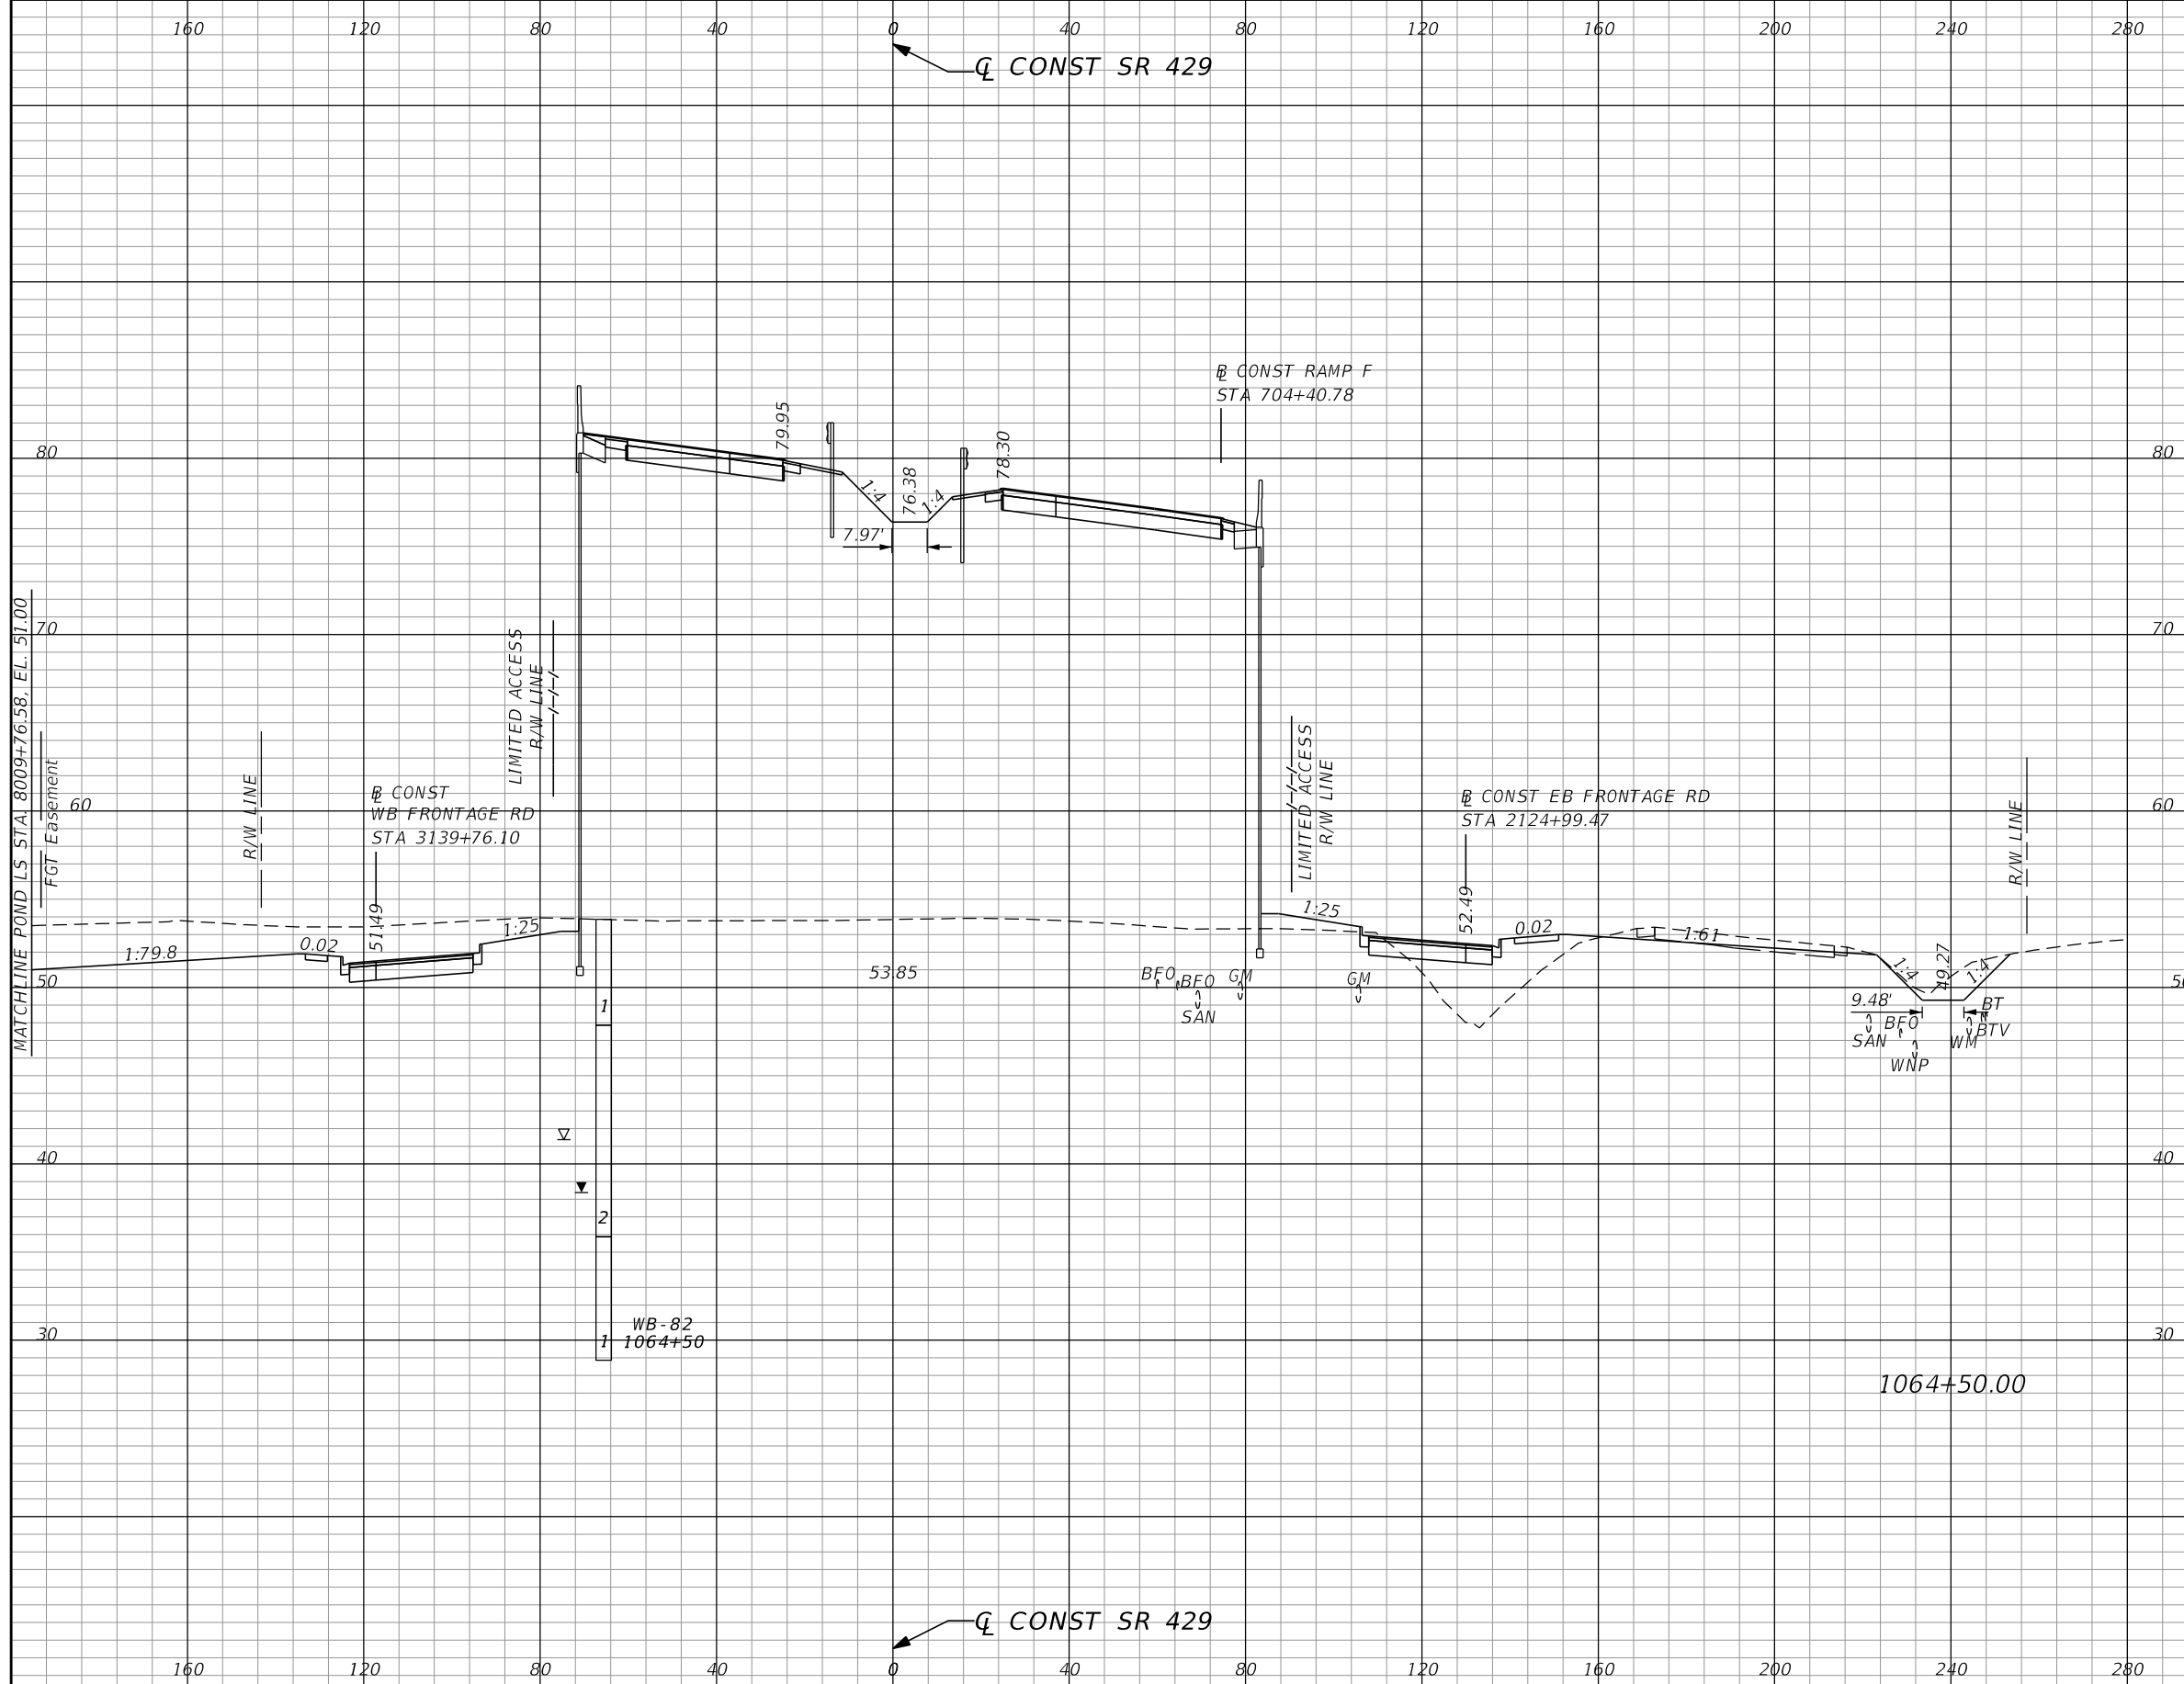 160 120 80 40 0 40 80 120 160 200 240 280
CL CONST SR 429
BL CONST RAMP F
STA 704+40.78
79.95
78.30
80 80
76.38
1:4
1:4
7.97'
MATCHLINE POND LS STA. 8009+76.58, EL. 51.00
FGT Easement
70 70
LIMITED ACCESS
R/W LINE
R/W LINE
LIMITED ACCESS
R/W LINE
R/W LINE
60 60
BL CONST
WB FRONTAGE RD
STA 3139+76.10
BL CONST EB FRONTAGE RD
STA 2124+99.47
51.49
52.49
1:79.8
0.02
1:25
1:25
0.02
1:61
1:4
49.27
1:4
50 50
53.85
BFO
BFO
SAN
GM
GM
9.48'
SAN
BFO
WNP
WM
BT
BTV
1
40 40
2
30 30
1
WB-82
1064+50
1064+50.00
CL CONST SR 429
160 120 80 40 0 40 80 120 160 200 240 280